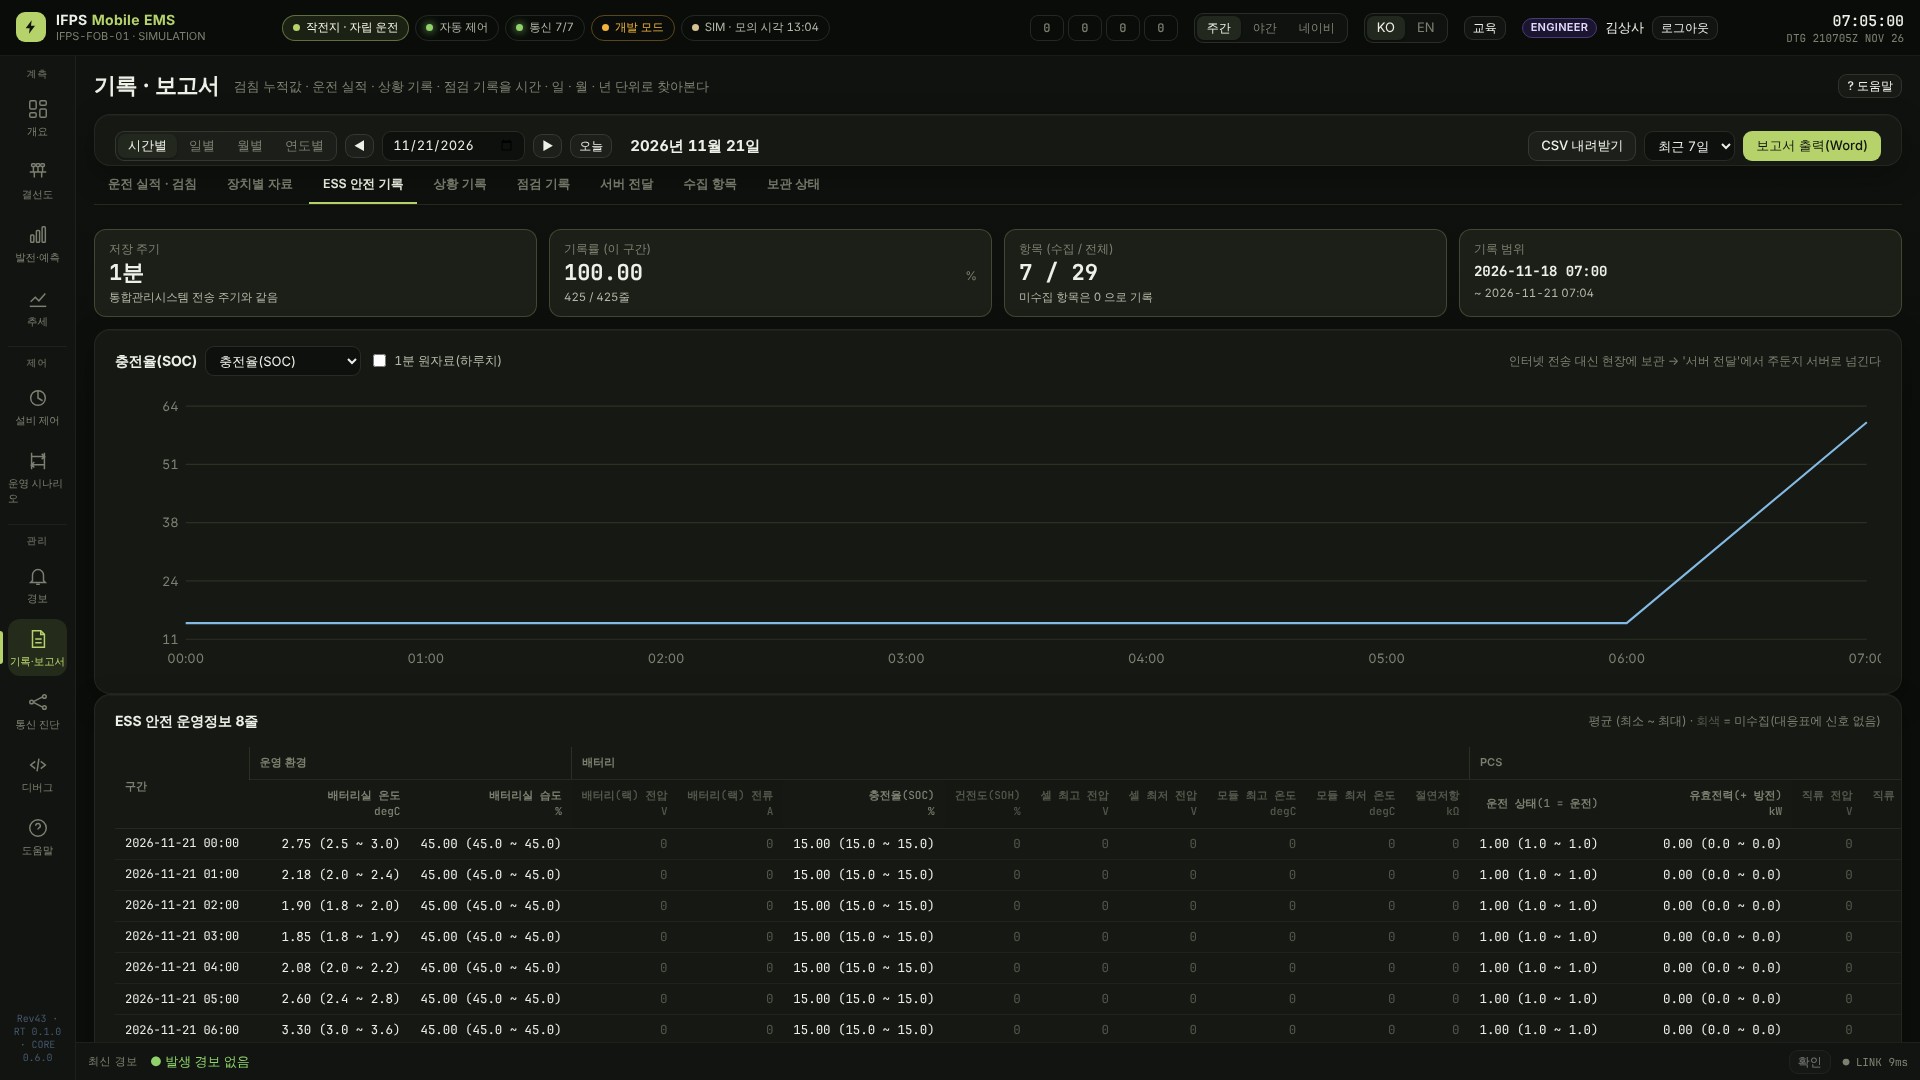 IFPS Mobile EMS
IFPS-FOB-01 · SIMULATION
작전지 · 자립 운전
자동 제어
통신 7/7
개발 모드
SIM · 모의 시각 13:04
0 0 0 0
주간 야간 네이비
KO EN
교육
ENGINEER 김상사 로그아웃
07:05:00
DTG 210705Z NOV 26
계측
개요
결선도
발전·예측
추세
제어
설비 제어
운영 시나리
오
관리
경보
기록·보고서
통신 진단
디버그
도움말
Rev43 ·
RT 0.1.0
· CORE
0.6.0
기록 · 보고서
검침 누적값 · 운전 실적 · 상황 기록 · 점검 기록을 시간 · 일 · 월 · 년 단위로 찾아본다
? 도움말
시간별 일별 월별 연도별 ◀ 11/21/2026 ▶ 오늘 2026년 11월 21일
CSV 내려받기 최근 7일 보고서 출력(Word)
운전 실적 · 검침 장치별 자료 ESS 안전 기록 상황 기록 점검 기록 서버 전달 수집 항목 보관 상태
저장 주기
1분
통합관리시스템 전송 주기와 같음
기록률 (이 구간)
100.00 %
425 / 425줄
항목 (수집 / 전체)
7 / 29
미수집 항목은 0 으로 기록
기록 범위
2026-11-18 07:00
~ 2026-11-21 07:04
충전율(SOC) 충전율(SOC) 1분 원자료(하루치)
인터넷 전송 대신 현장에 보관 → '서버 전달'에서 주둔지 서버로 넘긴다
64
51
38
24
11
00:00 01:00 02:00 03:00 04:00 05:00 06:00 07:00
ESS 안전 운영정보 8줄
평균 (최소 ~ 최대) · 회색 = 미수집(대응표에 신호 없음)
구간 운영 환경 배터리 PCS
배터리실 온도 배터리실 습도 배터리(랙) 전압 배터리(랙) 전류 충전율(SOC) 건전도(SOH) 셀 최고 전압 셀 최저 전압 모듈 최고 온도 모듈 최저 온도 절연저항 운전 상태(1 = 운전) 유효전력(+ 방전) 직류 전압 직류
degC % V A % % V V degC degC kΩ kW V
2026-11-21 00:00 2.75 (2.5 ~ 3.0) 45.00 (45.0 ~ 45.0) 0 0 15.00 (15.0 ~ 15.0) 0 0 0 0 0 0 1.00 (1.0 ~ 1.0) 0.00 (0.0 ~ 0.0) 0
2026-11-21 01:00 2.18 (2.0 ~ 2.4) 45.00 (45.0 ~ 45.0) 0 0 15.00 (15.0 ~ 15.0) 0 0 0 0 0 0 1.00 (1.0 ~ 1.0) 0.00 (0.0 ~ 0.0) 0
2026-11-21 02:00 1.90 (1.8 ~ 2.0) 45.00 (45.0 ~ 45.0) 0 0 15.00 (15.0 ~ 15.0) 0 0 0 0 0 0 1.00 (1.0 ~ 1.0) 0.00 (0.0 ~ 0.0) 0
2026-11-21 03:00 1.85 (1.8 ~ 1.9) 45.00 (45.0 ~ 45.0) 0 0 15.00 (15.0 ~ 15.0) 0 0 0 0 0 0 1.00 (1.0 ~ 1.0) 0.00 (0.0 ~ 0.0) 0
2026-11-21 04:00 2.08 (2.0 ~ 2.2) 45.00 (45.0 ~ 45.0) 0 0 15.00 (15.0 ~ 15.0) 0 0 0 0 0 0 1.00 (1.0 ~ 1.0) 0.00 (0.0 ~ 0.0) 0
2026-11-21 05:00 2.60 (2.4 ~ 2.8) 45.00 (45.0 ~ 45.0) 0 0 15.00 (15.0 ~ 15.0) 0 0 0 0 0 0 1.00 (1.0 ~ 1.0) 0.00 (0.0 ~ 0.0) 0
2026-11-21 06:00 3.30 (3.0 ~ 3.6) 45.00 (45.0 ~ 45.0) 0 0 15.00 (15.0 ~ 15.0) 0 0 0 0 0 0 1.00 (1.0 ~ 1.0) 0.00 (0.0 ~ 0.0) 0
최신 경보 발생 경보 없음
확인 LINK 9ms